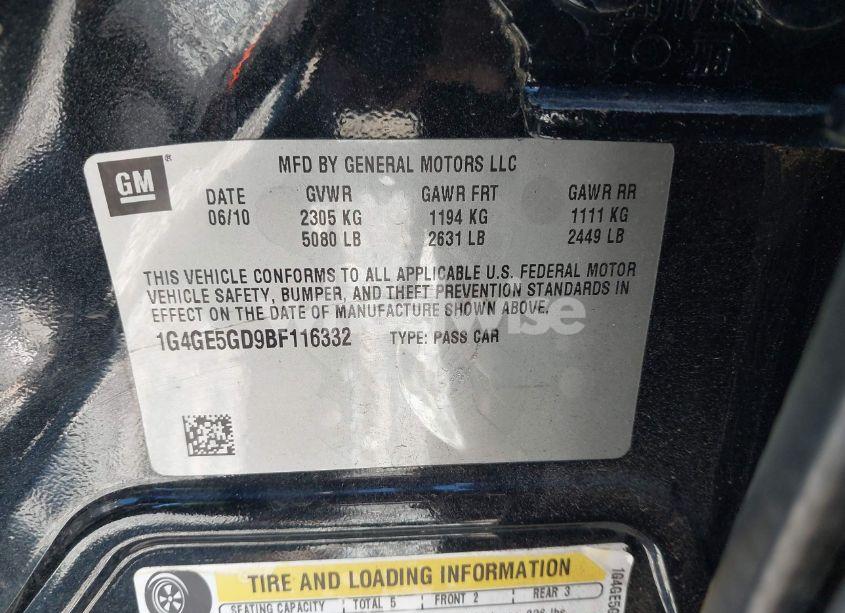 GM
MFD BY GENERAL MOTORS LLC
DATE GVWR GAWR FRT GAWR RR
06/10 2305 KG 1194 KG 1111 KG
5080 LB 2631 LB 2449 LB
THIS VEHICLE CONFORMS TO ALL APPLICABLE U.S. FEDERAL MOTOR
VEHICLE SAFETY, BUMPER, AND THEFT PREVENTION STANDARDS IN
EFFECT ON THE DATE OF MANUFACTURE SHOWN ABOVE.
1G4GE5GD9BF116332 TYPE: PASS CAR
TIRE AND LOADING INFORMATION
SEATING CAPACITY TOTAL 5 FRONT 2 REAR 3
1G4GE5G